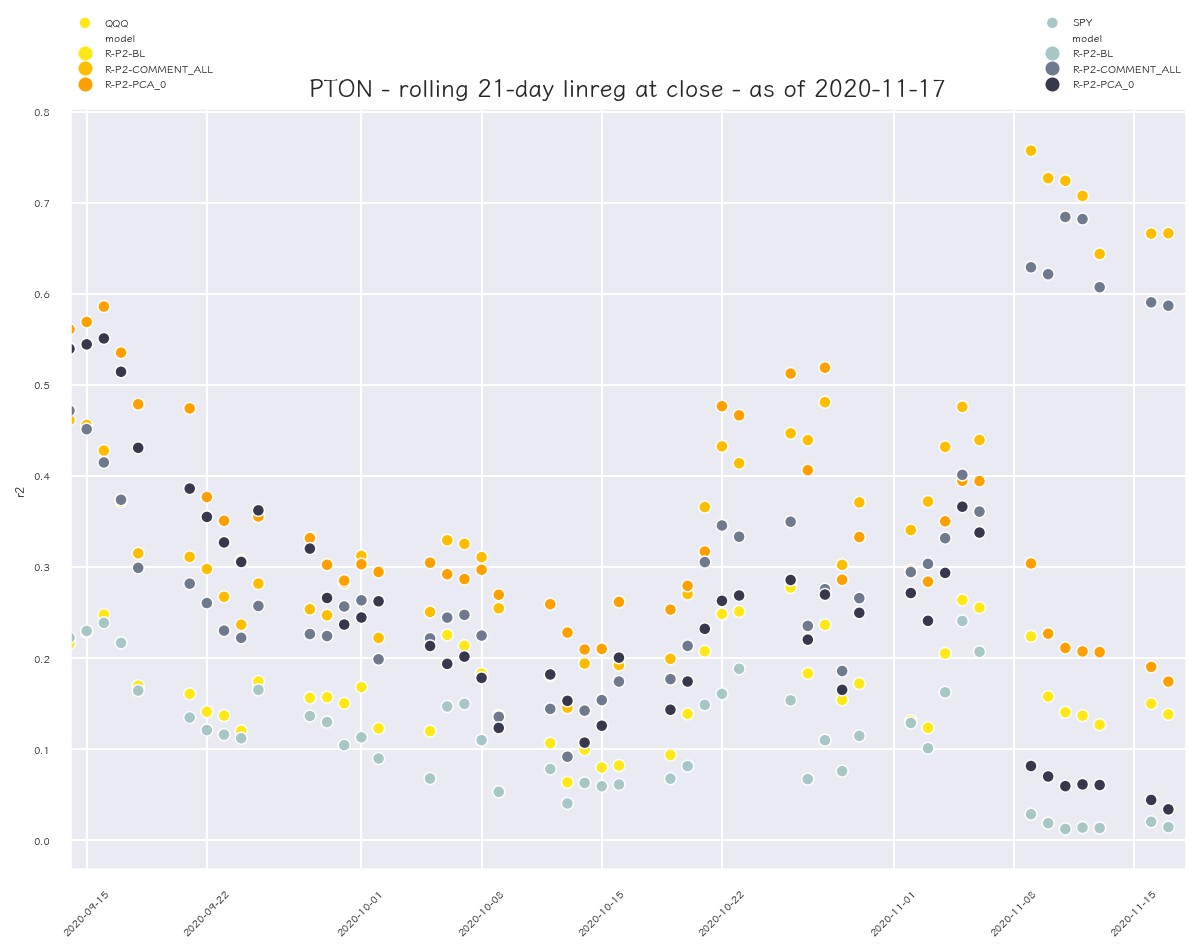 QQQ
model
R-P2-BL
R-P2-COMMENT_ALL
R-P2-PCA_0
SPY
model
R-P2-BL
R-P2-COMMENT_ALL
R-P2-PCA_0
PTON - rolling 21-day linreg at close - as of 2020-11-17
0.8
0.7
0.6
0.5
0.4
0.3
0.2
0.1
0.0
r2
2020-09-15
2020-09-22
2020-10-01
2020-10-08
2020-10-15
2020-10-22
2020-11-01
2020-11-08
2020-11-15